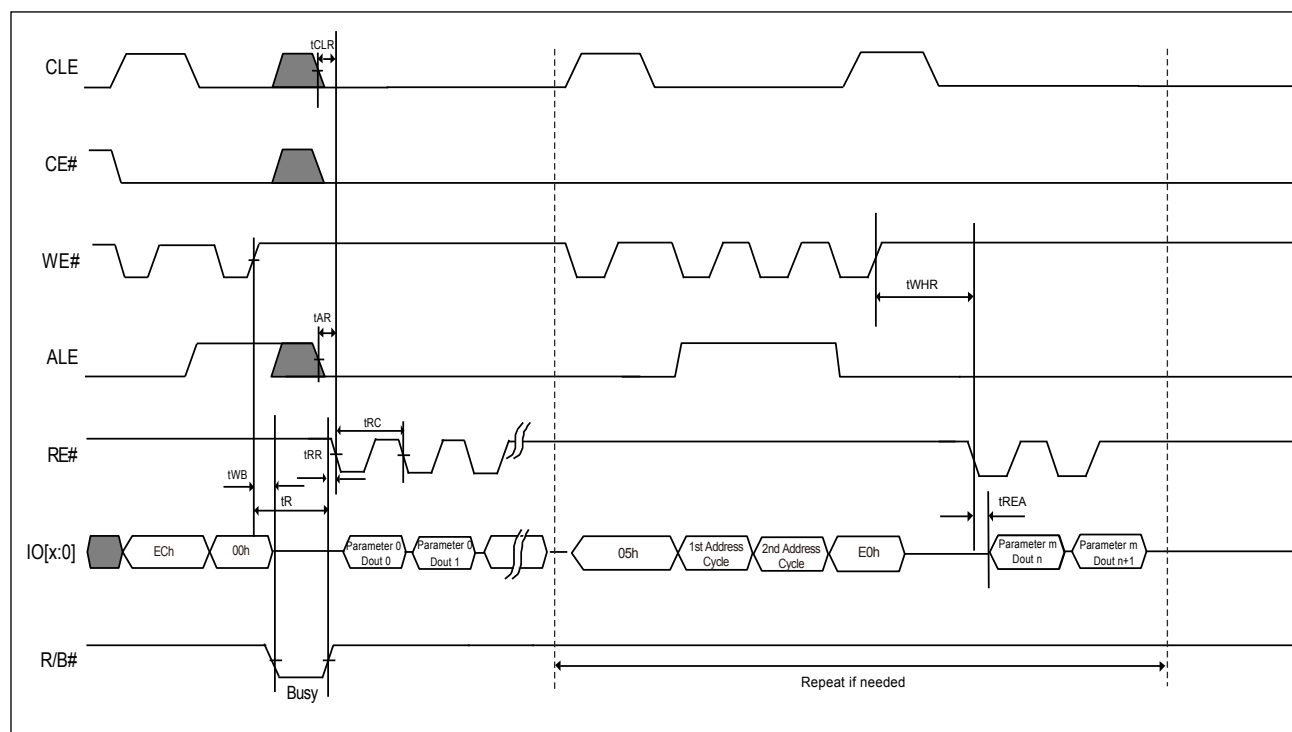 tCLR
CLE
CE#
WE#
tWHR
tAR
ALE
tRC
RE#
tRR
tWB
tR
tREA
IO[x:0]
ECh
00h
Parameter 0
Dout 0
Parameter 0
Dout 1
05h
1st Address
Cycle
2nd Address
Cycle
E0h
Parameter m
Dout n
Parameter m
Dout n+1
R/B#
Busy
Repeat if needed